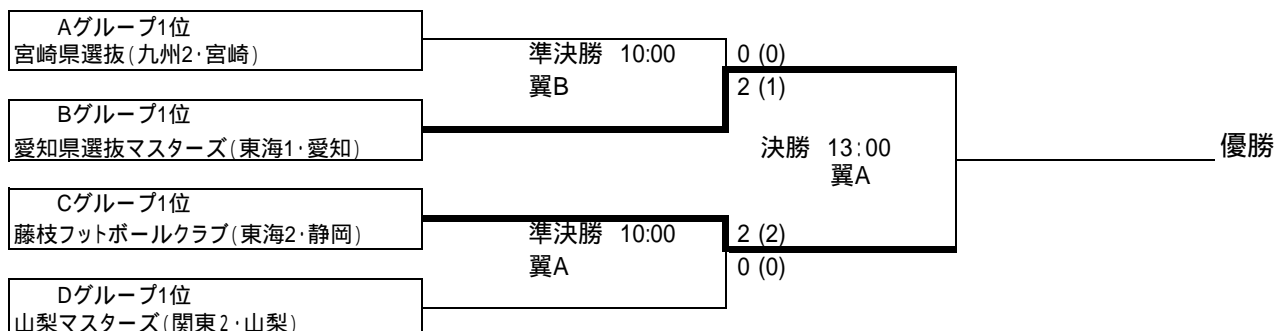 Aグループ1位
宮崎県選抜(九州2･宮崎)
準決勝 10:00
翼B
0 (0)
2 (1)
Bグループ1位
愛知県選抜マスターズ(東海1･愛知)
決勝 13:00
翼A
優勝
Cグループ1位
藤枝フットボールクラブ(東海2･静岡)
準決勝 10:00
翼A
2 (2)
0 (0)
Dグループ1位
山梨マスターズ(関東2･山梨)